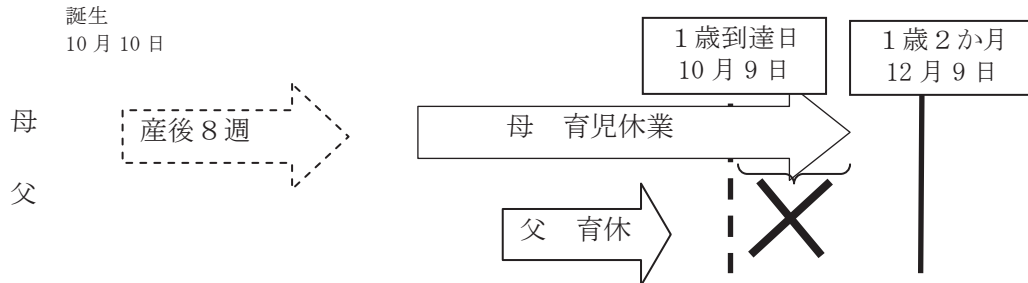 誕生
10月10日
１歳到達日
10月9日
１歳２か月
12月9日
母
産後８週
母　育児休業
父
父　育休